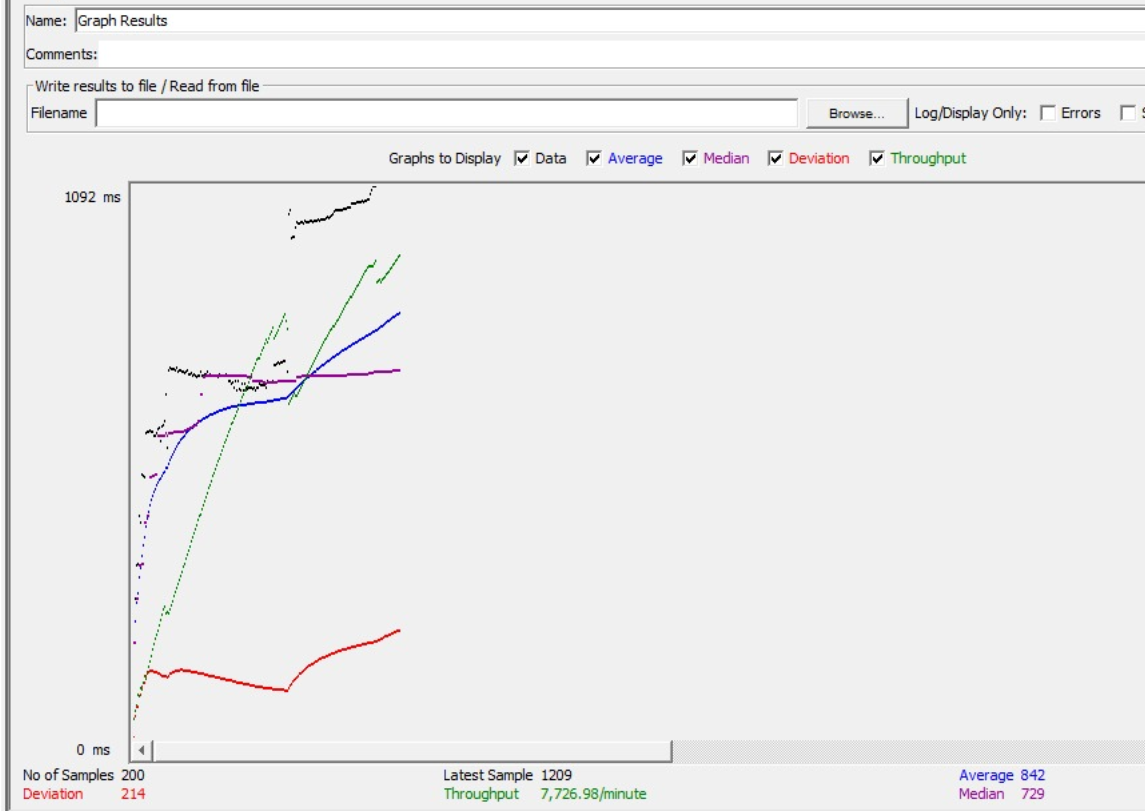 Name: Graph Results
Comments:
Write results to file / Read from file
Filename Browse... Log/Display Only: Errors
Graphs to Display Data Average Median Deviation Throughput
1092 ms
0 ms
No of Samples 200 Latest Sample 1209 Average 842
Deviation 214 Throughput 7,726.98/minute Median 729